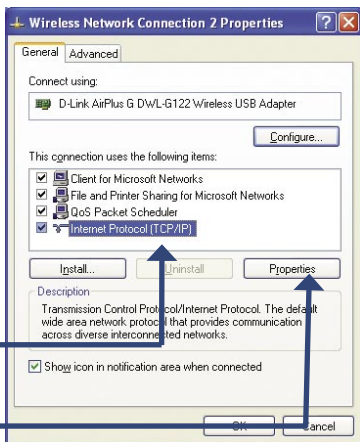 Wireless Network Connection 2 Properties
General Advanced
Connect using:
D-Link AirPlus G DWL-G122 Wireless USB Adapter
Configure...
This connection uses the following items:
Client for Microsoft Networks
File and Printer Sharing for Microsoft Networks
QoS Packet Scheduler
Internet Protocol (TCP/IP)
Install... Uninstall Properties
Description
Transmission Control Protocol/Internet Protocol. The default
wide area network protocol that provides communication
across diverse interconnected networks.
Show icon in notification area when connected
OK Cancel